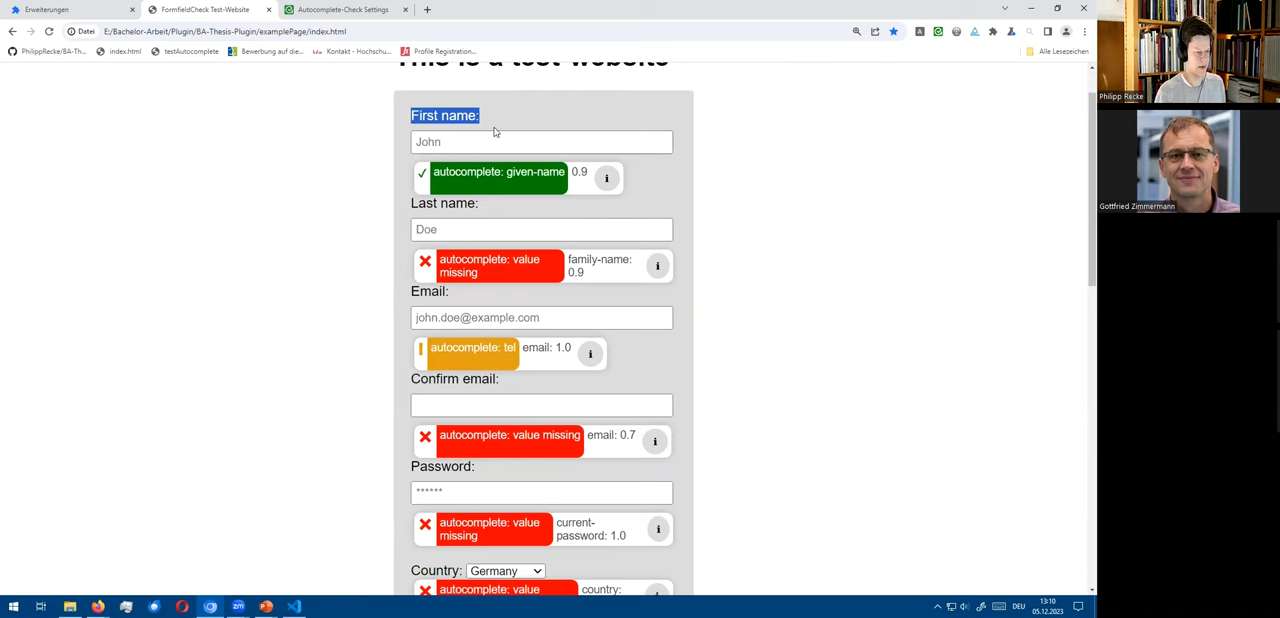 Erweiterungen
FormfieldCheck Test-Website
Autocomplete-Check Settings
Datei
E:/Bachelor-Arbeit/Plugin/BA-Thesis-Plugin/examplePage/index.html
PhilippRecke/BA-Th...
index.html
testAutocomplete
Bewerbung auf die...
Kontakt - Hochschu...
Profile Registration...
Alle Lesezeichen
This is a test website
First name:
John
autocomplete: given-name
0.9
i
Last name:
Doe
autocomplete: value
missing
family-name:
0.9
i
Email:
john.doe@example.com
autocomplete: tel
email: 1.0
i
Confirm email:
autocomplete: value missing
email: 0.7
i
Password:
******
autocomplete: value
missing
current-
password: 1.0
i
Country:
Germany
autocomplete: value
country:
Philipp Recke
Gottfried Zimmermann
DEU
13:10
05.12.2023